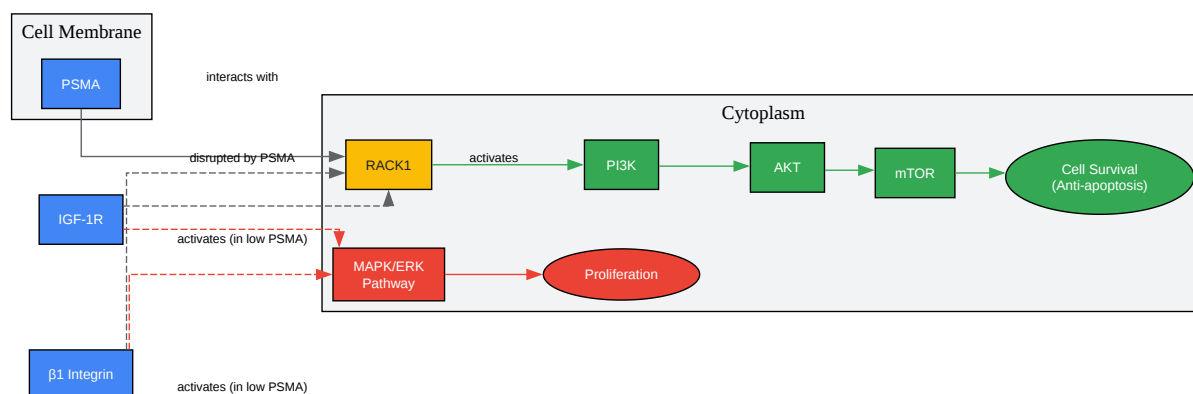 Cell Membrane
PSMA
interacts with
Cytoplasm
disrupted by PSMA
RACK1
activates
PI3K
AKT
mTOR
Cell Survival
(Anti-apoptosis)
IGF-1R
activates (in low PSMA)
MAPK/ERK
Pathway
Proliferation
β1 Integrin
activates (in low PSMA)